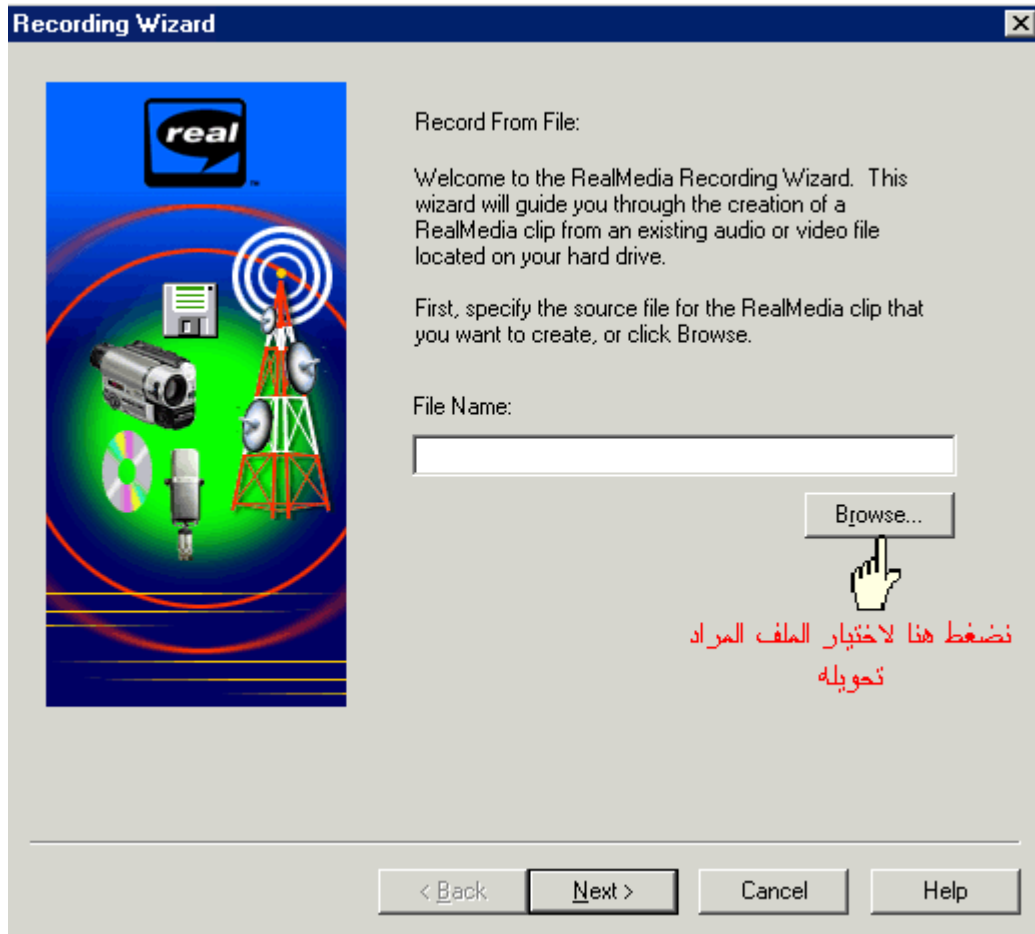 Recording Wizard
real
Record From File:
Welcome to the RealMedia Recording Wizard. This
wizard will guide you through the creation of a
RealMedia clip from an existing audio or video file
located on your hard drive.
First, specify the source file for the RealMedia clip that
you want to create, or click Browse.
File Name:
Browse...
نضغط هنا لاختيار الملف المراد
تحويله
< Back
Next >
Cancel
Help